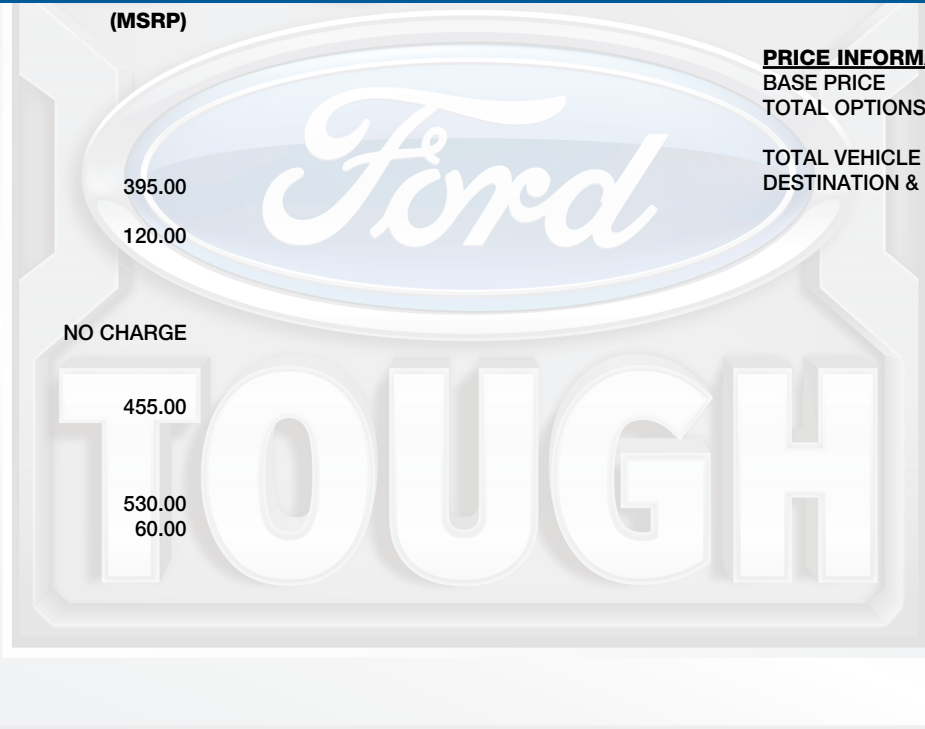 (MSRP)
PRICE INFORM
BASE PRICE
TOTAL OPTIONS
TOTAL VEHICLE
DESTINATION &
395.00
120.00
NO CHARGE
455.00
530.00
60.00
Ford
TOUGH